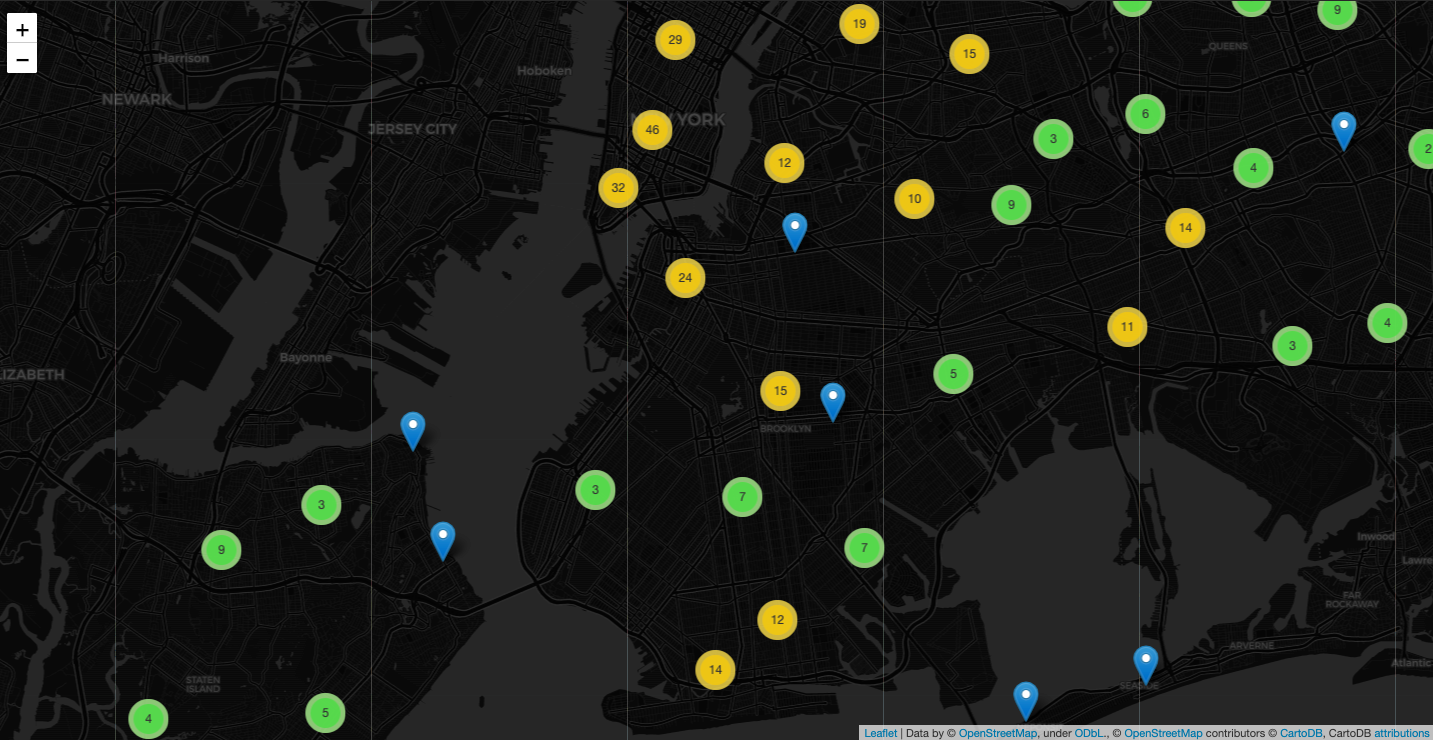 +
−
9
19
29
15
QUEENS
Harrison
Hoboken
NEWARK
6
YORK
JERSEY CITY
46
3
2
12
4
32
10
9
14
24
11
4
3
Bayonne
5
LIZABETH
15
BROOKLYN
3
7
3
9
7
Inwood
Lawre
FAR
ROCKAWAY
12
ARVERNE
14
Atlantic
STATEN
ISLAND
5
4
Leaflet | Data by © OpenStreetMap, under ODbL., © OpenStreetMap contributors © CartoDB, CartoDB attributions